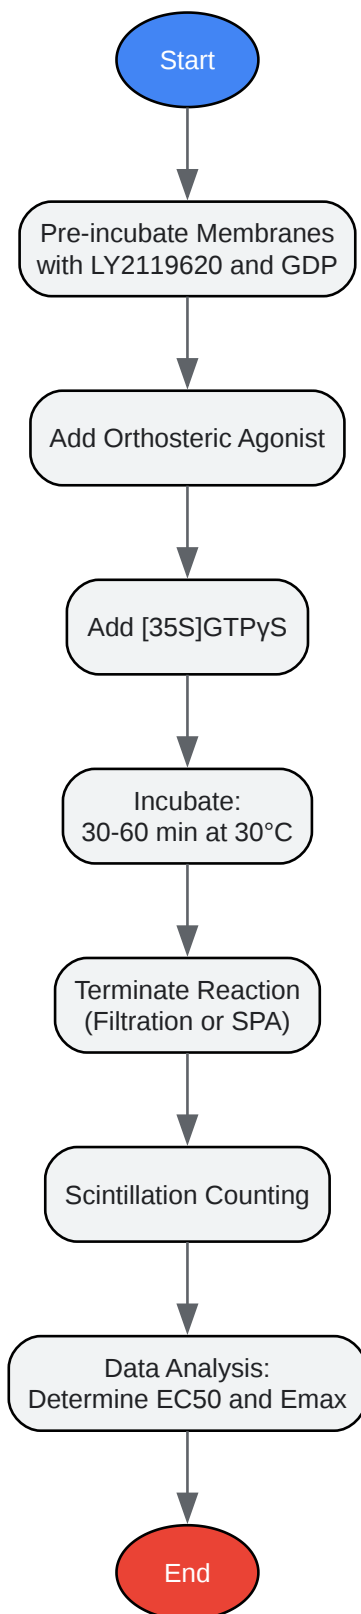 Start
Pre-incubate Membranes
with LY2119620 and GDP
Add Orthosteric Agonist
Add [35S]GTPγS
Incubate:
30-60 min at 30°C
Terminate Reaction
(Filtration or SPA)
Scintillation Counting
Data Analysis:
Determine EC50 and Emax
End